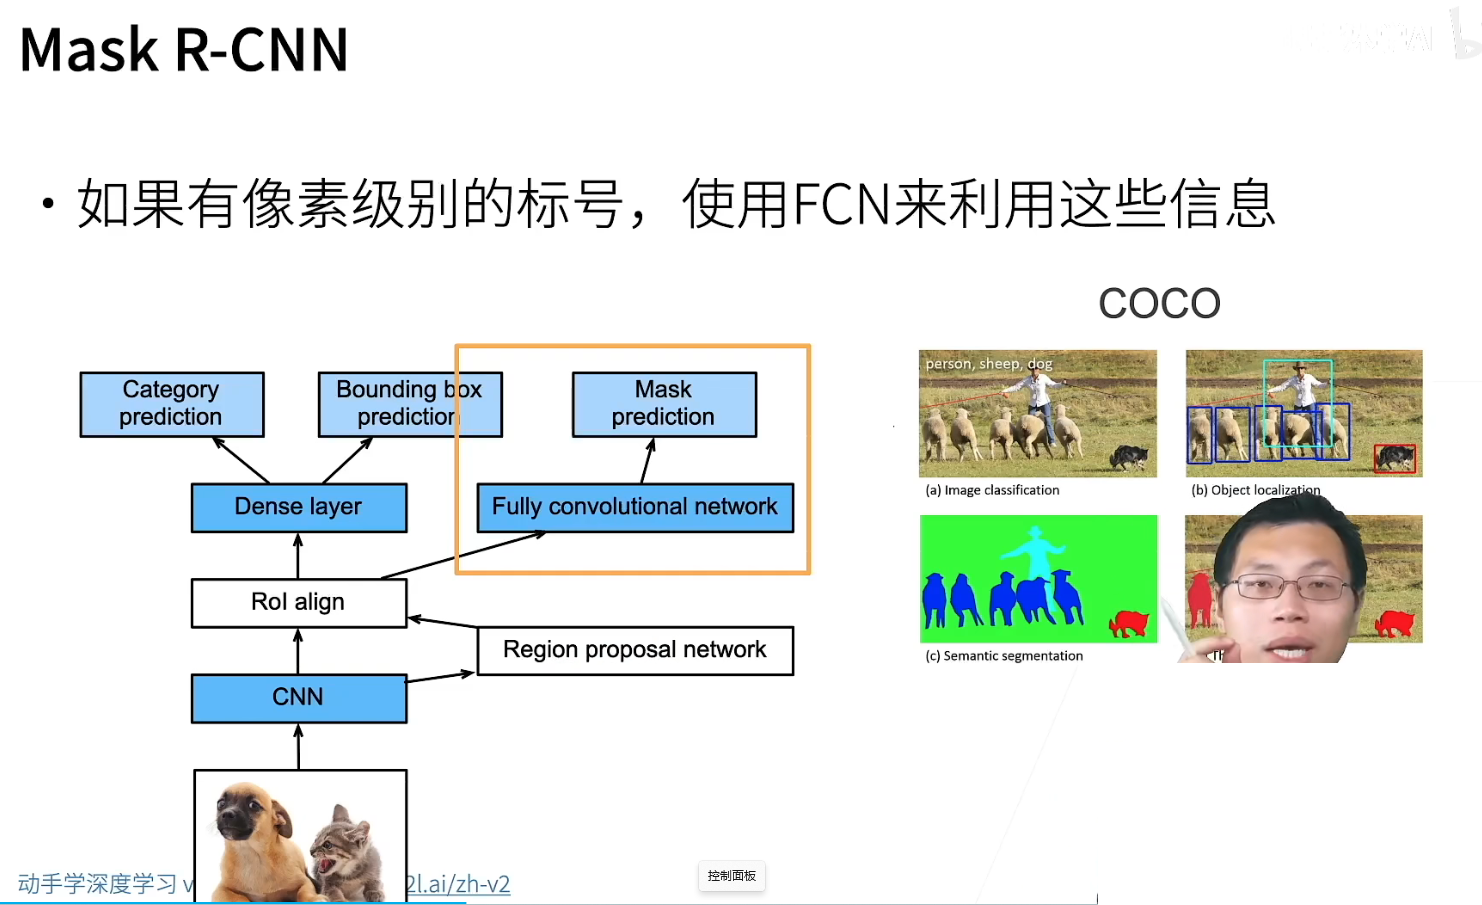 Mask R-CNN
• 如果有像素级别的标号，使用FCN来利用这些信息
COCO
Category
prediction
Bounding box
prediction
Mask
prediction
Dense layer
Fully convolutional network
RoI align
Region proposal network
CNN
person, sheep, dog
(a) Image classification
(b) Object localization
(c) Semantic segmentation
动手学深度学习 v
2l.ai/zh-v2
控制面板